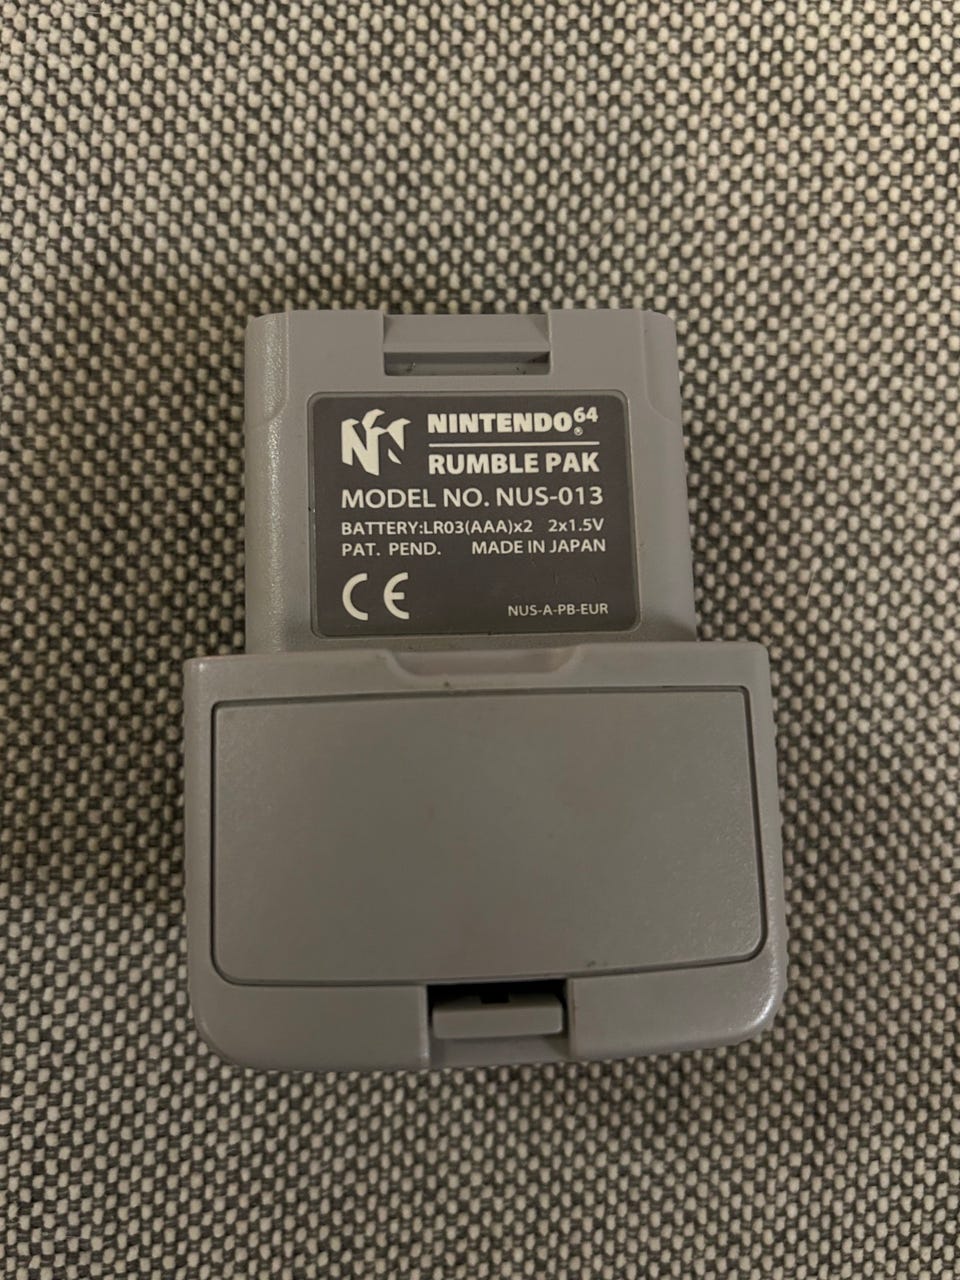 NINTENDO64®
RUMBLE PAK
MODEL NO. NUS-013
BATTERY:LR03(AAA)x2 2x1.5V
PAT. PEND. MADE IN JAPAN
CE NUS-A-PB-EUR